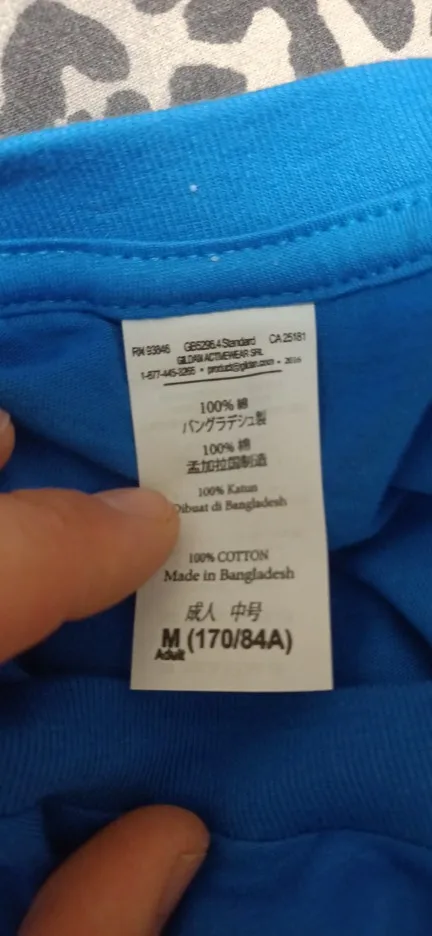 RN 93846 GB5296.4 Standard CA 25181
GILDAN ACTIVEWEAR SRL
1-877-445-3265 • product@gildan.com • 2016
100% 綿
バングラデシュ製
100% 棉
孟加拉国制造
100% Katun
Dibuat di Bangladesh
100% COTTON
Made in Bangladesh
成人 中号
M (170/84A)
Adult